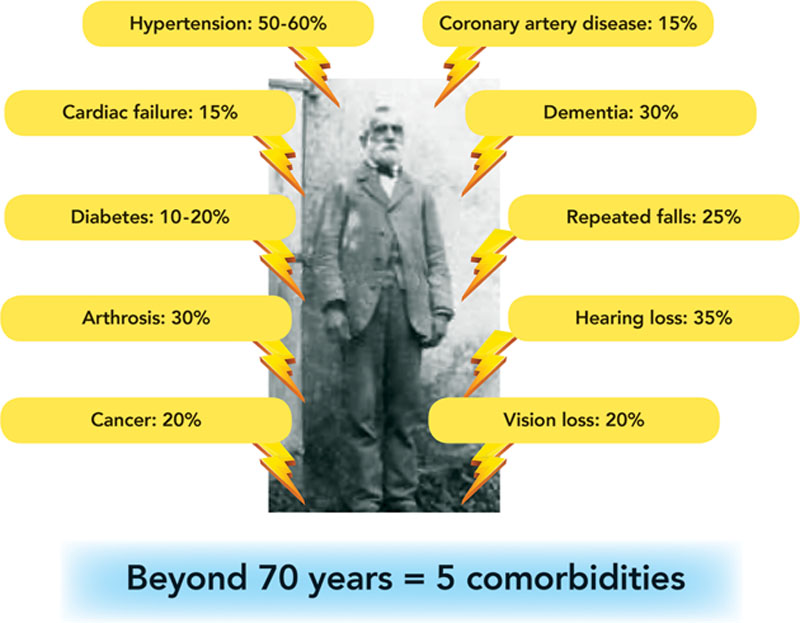 Hypertension: 50-60%
Coronary artery disease: 15%
Cardiac failure: 15%
Dementia: 30%
Diabetes: 10-20%
Repeated falls: 25%
Arthrosis: 30%
Hearing loss: 35%
Cancer: 20%
Vision loss: 20%
Beyond 70 years = 5 comorbidities